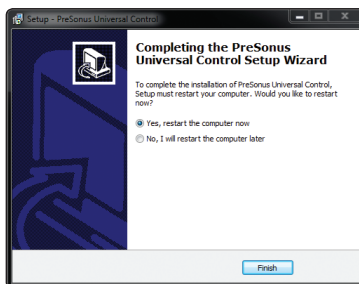 Setup - PreSonus Universal Control
Completing the PreSonus
Universal Control Setup Wizard
To complete the installation of PreSonus Universal Control,
Setup must restart your computer. Would you like to restart
now?
Yes, restart the computer now
No, I will restart the computer later
Finish